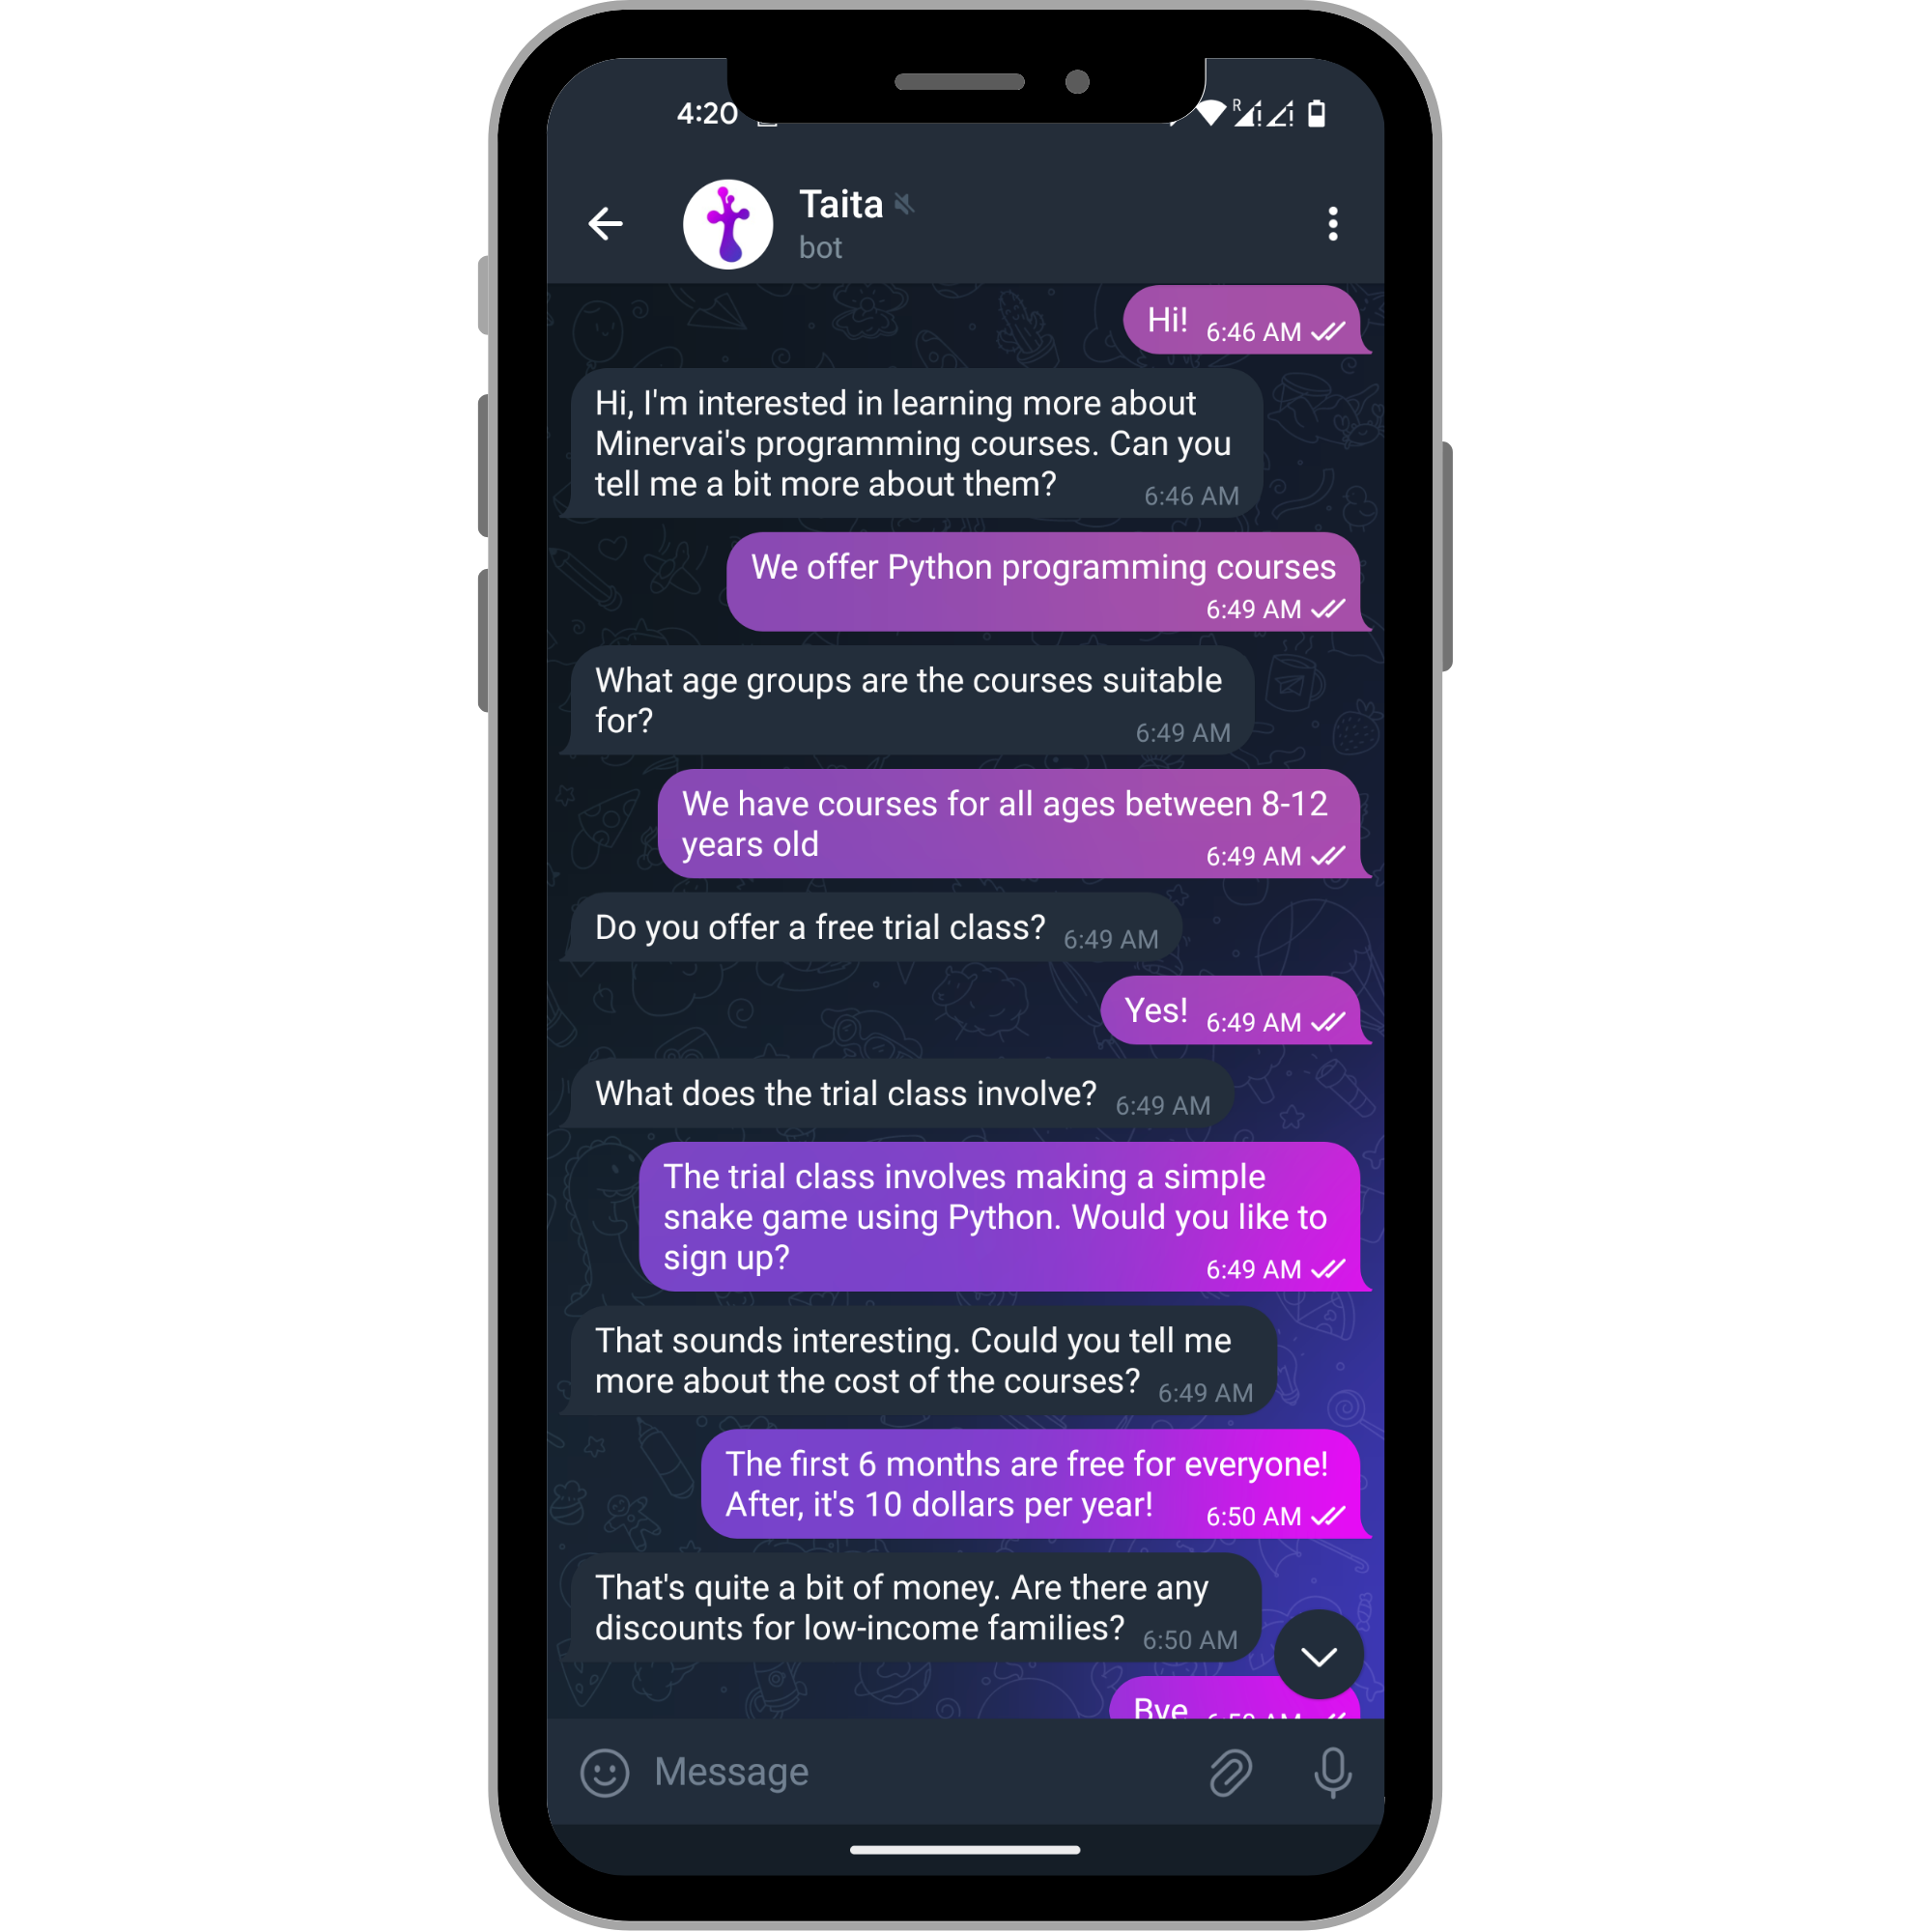 4:20
R
Taita
bot
Hi!
6:46 AM
Hi, I'm interested in learning more about
Minervai's programming courses. Can you
tell me a bit more about them?
6:46 AM
We offer Python programming courses
6:49 AM
What age groups are the courses suitable
for?
6:49 AM
We have courses for all ages between 8-12
years old
6:49 AM
Do you offer a free trial class?
6:49 AM
Yes!
6:49 AM
What does the trial class involve?
6:49 AM
The trial class involves making a simple
snake game using Python. Would you like to
sign up?
6:49 AM
That sounds interesting. Could you tell me
more about the cost of the courses?
6:49 AM
The first 6 months are free for everyone!
After, it's 10 dollars per year!
6:50 AM
That's quite a bit of money. Are there any
discounts for low-income families?
6:50 AM
Bye
Message